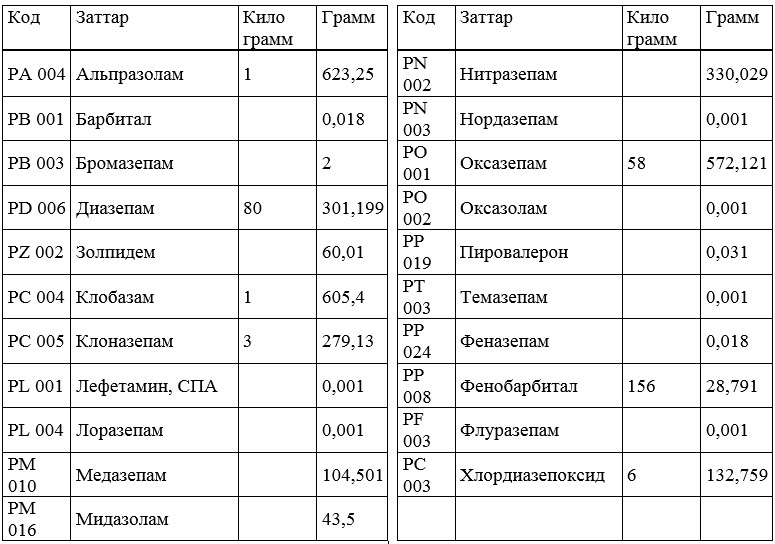 Код Заттар Кило грамм Грамм
PA 004 Альпразолам 1 623,25
PB 001 Барбитал 0,018
PB 003 Бромазепам 2
PD 006 Диазепам 80 301,199
PZ 002 Золпидем 60,01
PC 004 Клобазам 1 605,4
PC 005 Клоназепам 3 279,13
PL 001 Лефетамин, СПА 0,001
PL 004 Лоразепам 0,001
PM 010 Медазепам 104,501
PM 016 Мидазолам 43,5
Код Заттар Кило грамм Грамм
PN 002 Нитразепам 330,029
PN 003 Нордазепам 0,001
PO 001 Оксазепам 58 572,121
PO 002 Оксазолам 0,001
PP 019 Пировалерон 0,031
PT 003 Темазепам 0,001
PP 024 Феназепам 0,018
PP 008 Фенобарбитал 156 28,791
PF 003 Флуразепам 0,001
PC 003 Хлордиазепоксид 6 132,759